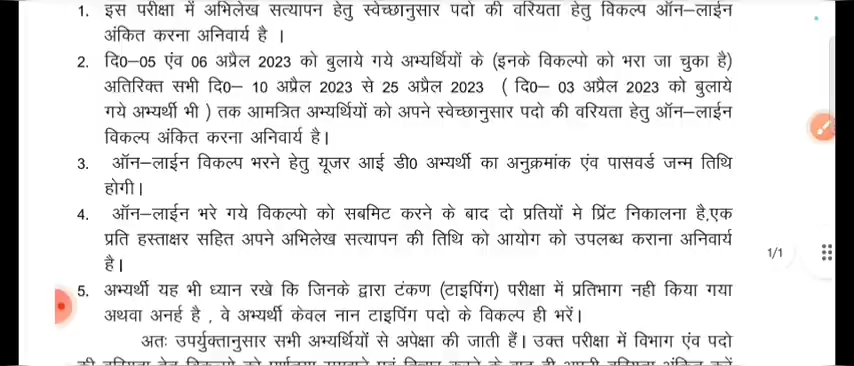 1. इस परीक्षा में अभिलेख सत्यापन हेतु स्वेच्छानुसार पदो की वरियता हेतु विकल्प ऑन–लाईन
अंकित करना अनिवार्य है ।
2. दि0–05 एंव 06 अप्रैल 2023 को बुलाये गये अभ्यर्थियों के (इनके विकल्पो को भरा जा चुका है)
अतिरिक्त सभी दि0– 10 अप्रैल 2023 से 25 अप्रैल 2023 ( दि0– 03 अप्रैल 2023 को बुलाये
गये अभ्यर्थी भी ) तक आमत्रित अभ्यर्थियों को अपने स्वेच्छानुसार पदो की वरियता हेतु ऑन–लाईन
विकल्प अंकित करना अनिवार्य है।
3. ऑन–लाईन विकल्प भरने हेतु यूजर आई डी0 अभ्यर्थी का अनुक्रमांक एंव पासवर्ड जन्म तिथि
होगी।
4. ऑन–लाईन भरे गये विकल्पो को सबमिट करने के बाद दो प्रतियों मे प्रिंट निकालना है,एक
प्रति हस्ताक्षर सहित अपने अभिलेख सत्यापन की तिथि को आयोग को उपलब्ध कराना अनिवार्य
है।
1/1
5. अभ्यर्थी यह भी ध्यान रखे कि जिनके द्वारा टंकण (टाइपिंग) परीक्षा में प्रतिभाग नही किया गया
अथवा अनर्ह है , वे अभ्यर्थी केवल नान टाइपिंग पदो के विकल्प ही भरें।
अतः उपर्युक्तानुसार सभी अभ्यर्थियों से अपेक्षा की जाती हैं। उक्त परीक्षा में विभाग एंव पदो